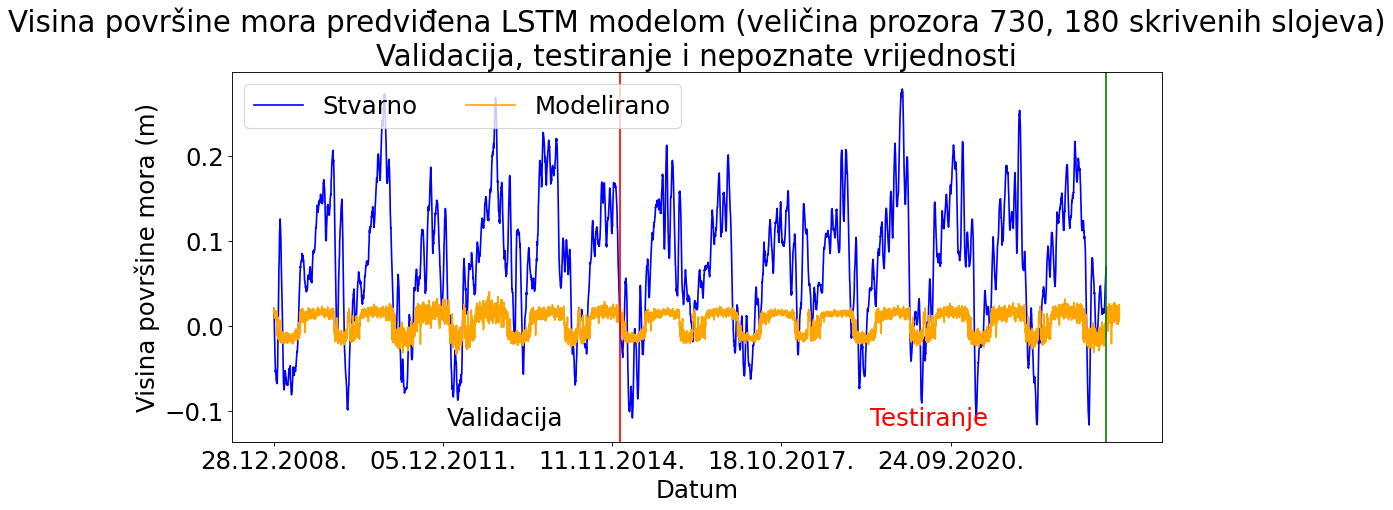 Visina površine mora predviđena LSTM modelom (veličina prozora 730, 180 skrivenih slojeva)
Validacija, testiranje i nepoznate vrijednosti
Stvarno
Modelirano
Visina površine mora (m)
0.2
0.1
0.0
−0.1
Validacija
Testiranje
28.12.2008.
05.12.2011.
11.11.2014.
18.10.2017.
24.09.2020.
Datum